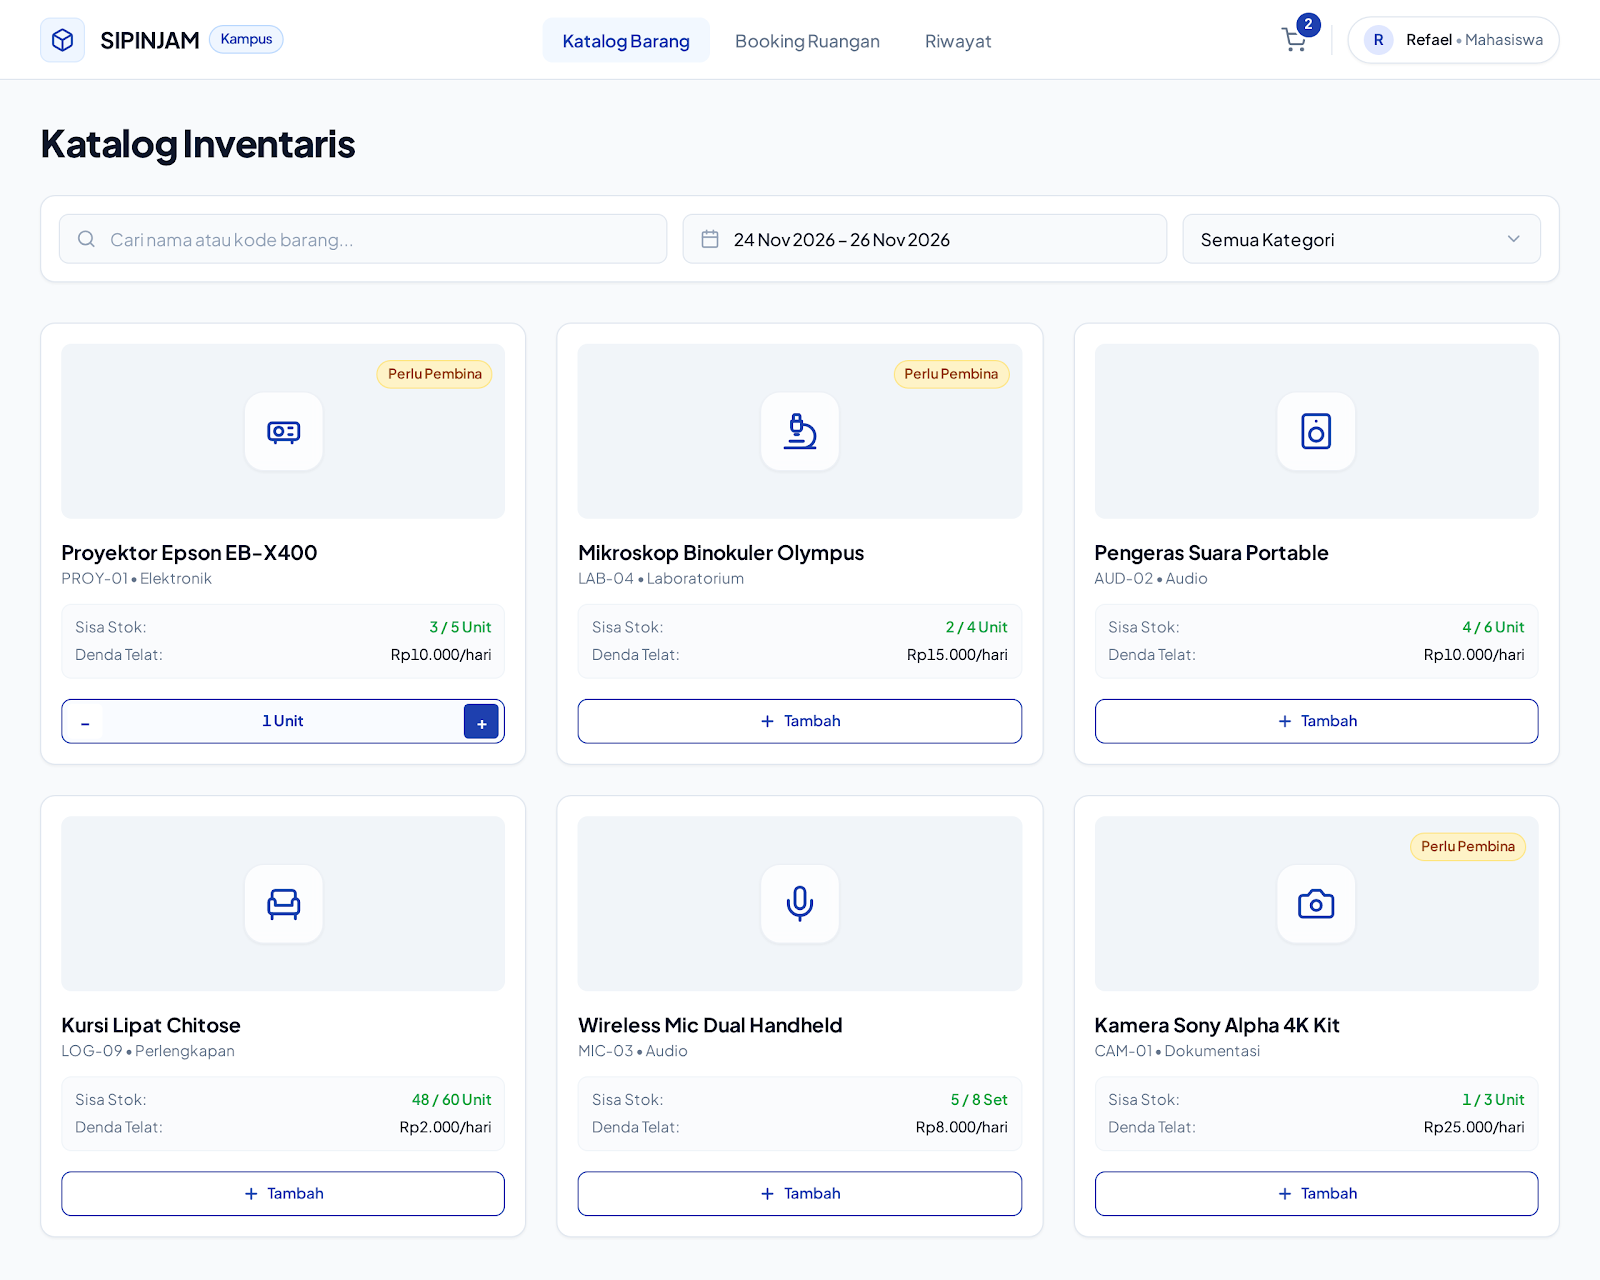 SIPINJAM Kampus
Katalog Barang Booking Ruangan Riwayat
2
R Refael • Mahasiswa
Katalog Inventaris
Cari nama atau kode barang...
24 Nov 2026 – 26 Nov 2026
Semua Kategori
Perlu Pembina
Proyektor Epson EB-X400
PROY-01 • Elektronik
Sisa Stok: 3 / 5 Unit
Denda Telat: Rp10.000/hari
– 1 Unit +
Perlu Pembina
Mikroskop Binokuler Olympus
LAB-04 • Laboratorium
Sisa Stok: 2 / 4 Unit
Denda Telat: Rp15.000/hari
+ Tambah
Pengeras Suara Portable
AUD-02 • Audio
Sisa Stok: 4 / 6 Unit
Denda Telat: Rp10.000/hari
+ Tambah
Kursi Lipat Chitose
LOG-09 • Perlengkapan
Sisa Stok: 48 / 60 Unit
Denda Telat: Rp2.000/hari
+ Tambah
Wireless Mic Dual Handheld
MIC-03 • Audio
Sisa Stok: 5 / 8 Set
Denda Telat: Rp8.000/hari
+ Tambah
Perlu Pembina
Kamera Sony Alpha 4K Kit
CAM-01 • Dokumentasi
Sisa Stok: 1 / 3 Unit
Denda Telat: Rp25.000/hari
+ Tambah